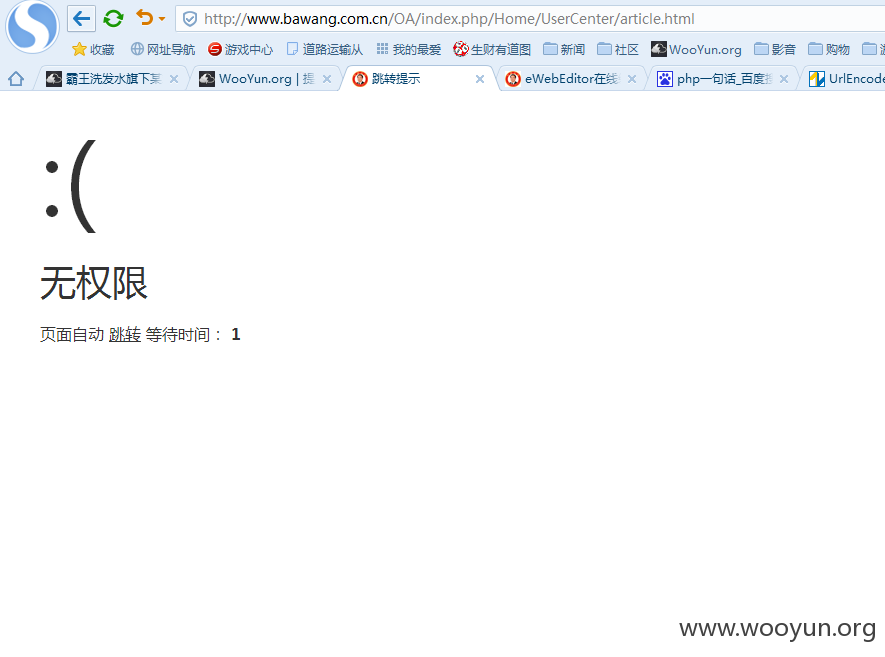 http://www.bawang.com.cn/OA/index.php/Home/UserCenter/article.html
收藏 网址导航 游戏中心 道路运输从 我的最爱 生财有道图 新闻 社区 WooYun.org 影音 购物
霸王洗发水旗下某 WooYun.org | 提 跳转提示 eWebEditor在线 php一句话_百度 UrlEncode
:(
无权限
页面自动 跳转 等待时间： 1
www.wooyun.org